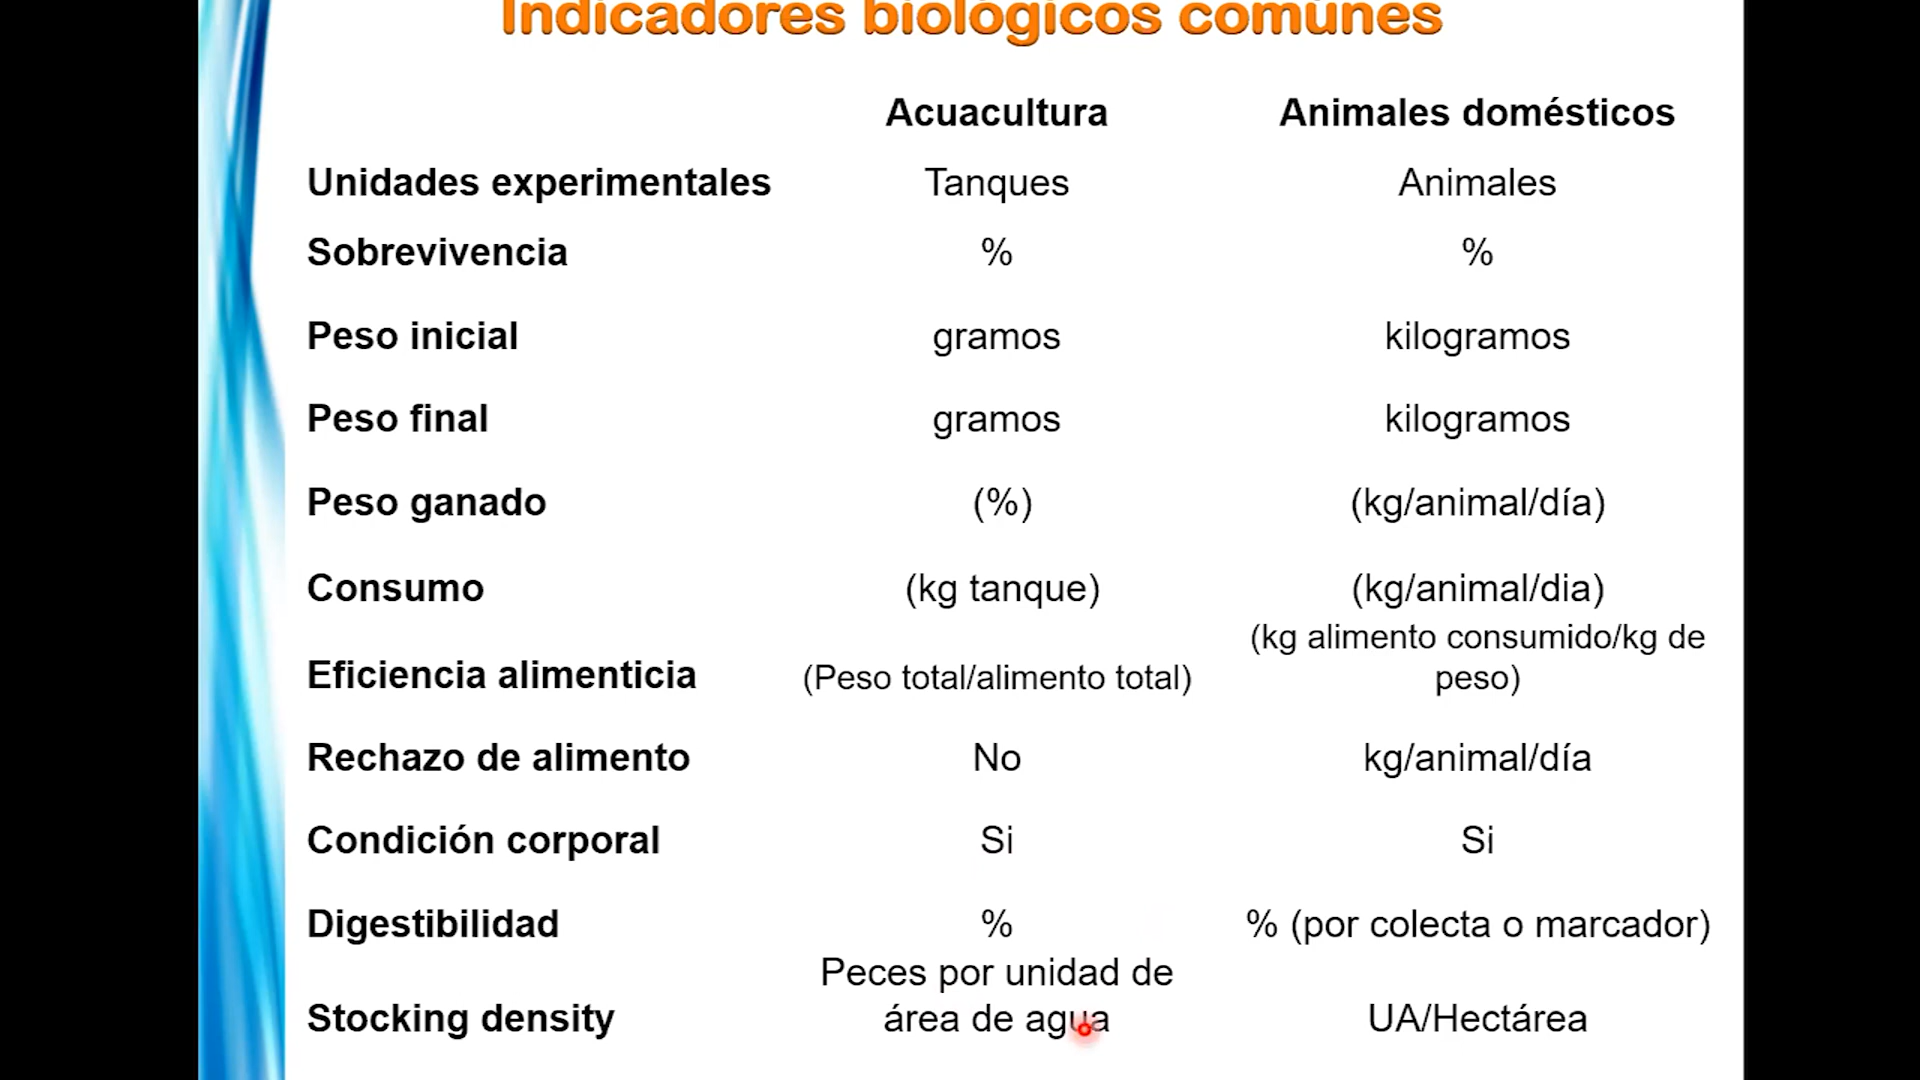 Indicadores biológicos comunes
Acuacultura Animales domésticos
Unidades experimentales Tanques Animales
Sobrevivencia % %
Peso inicial gramos kilogramos
Peso final gramos kilogramos
Peso ganado (%) (kg/animal/día)
Consumo (kg tanque) (kg/animal/dia)
(kg alimento consumido/kg de
Eficiencia alimenticia (Peso total/alimento total) peso)
Rechazo de alimento No kg/animal/día
Condición corporal Si Si
Digestibilidad % % (por colecta o marcador)
Peces por unidad de
Stocking density área de agua UA/Hectárea